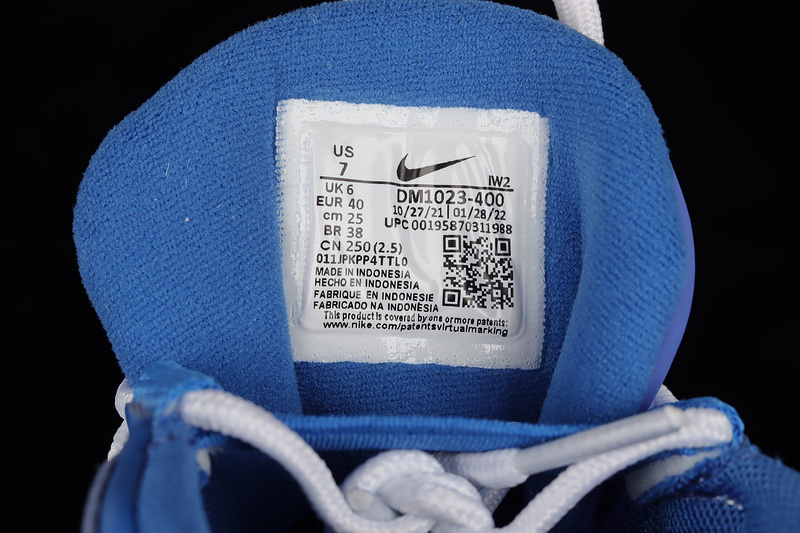 US
7
IW2
UK 6
DM1023-400
EUR 40
10/27/21 | 01/28/22
cm 25
UPC 00195870311988
BR 38
CN 250 (2.5)
011JPKPP4TTL0
MADE IN INDONESIA
HECHO EN INDONESIA
FABRIQUE EN INDONESIE
FABRICADO NA INDONÉSIA
This product is covered by one or more patents:
www.nike.com/patentsvirtualmarking